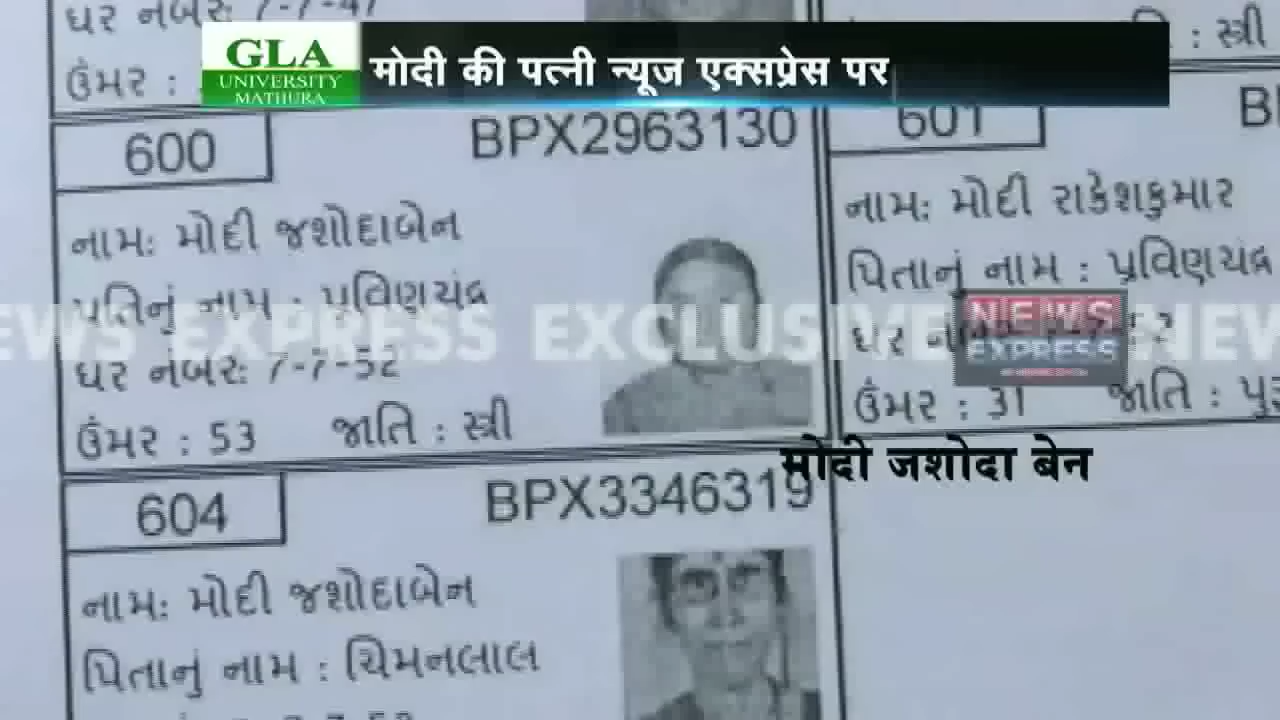 ઘર નંબર: 7-7-47
: સ્ત્રી
ઉંમર :
GLA
UNIVERSITY
MATHURA
मोदी की पत्नी न्यूज एक्सप्रेस पर
600
BPX2963130
નામ: મોદી જશોદાબેન
પતિનું નામ : પ્રવિણચંદ્ર
ઘર નંબર: 7-7-52
ઉંમર : 53 જાતિ : સ્ત્રી
601
નામ: મોદી રાકેશકુમાર
પિતાનું નામ : પ્રવિણચંદ્ર
ઘર
ઉંમર : 31 જાતિ :
EXPRESS EXCLUSIVE
NEWS
EXPRESS
मोदी जशोदा बेन
604
BPX3346319
નામ: મોદી જશોદાબેન
પિતાનું નામ : ચિમનલાલ